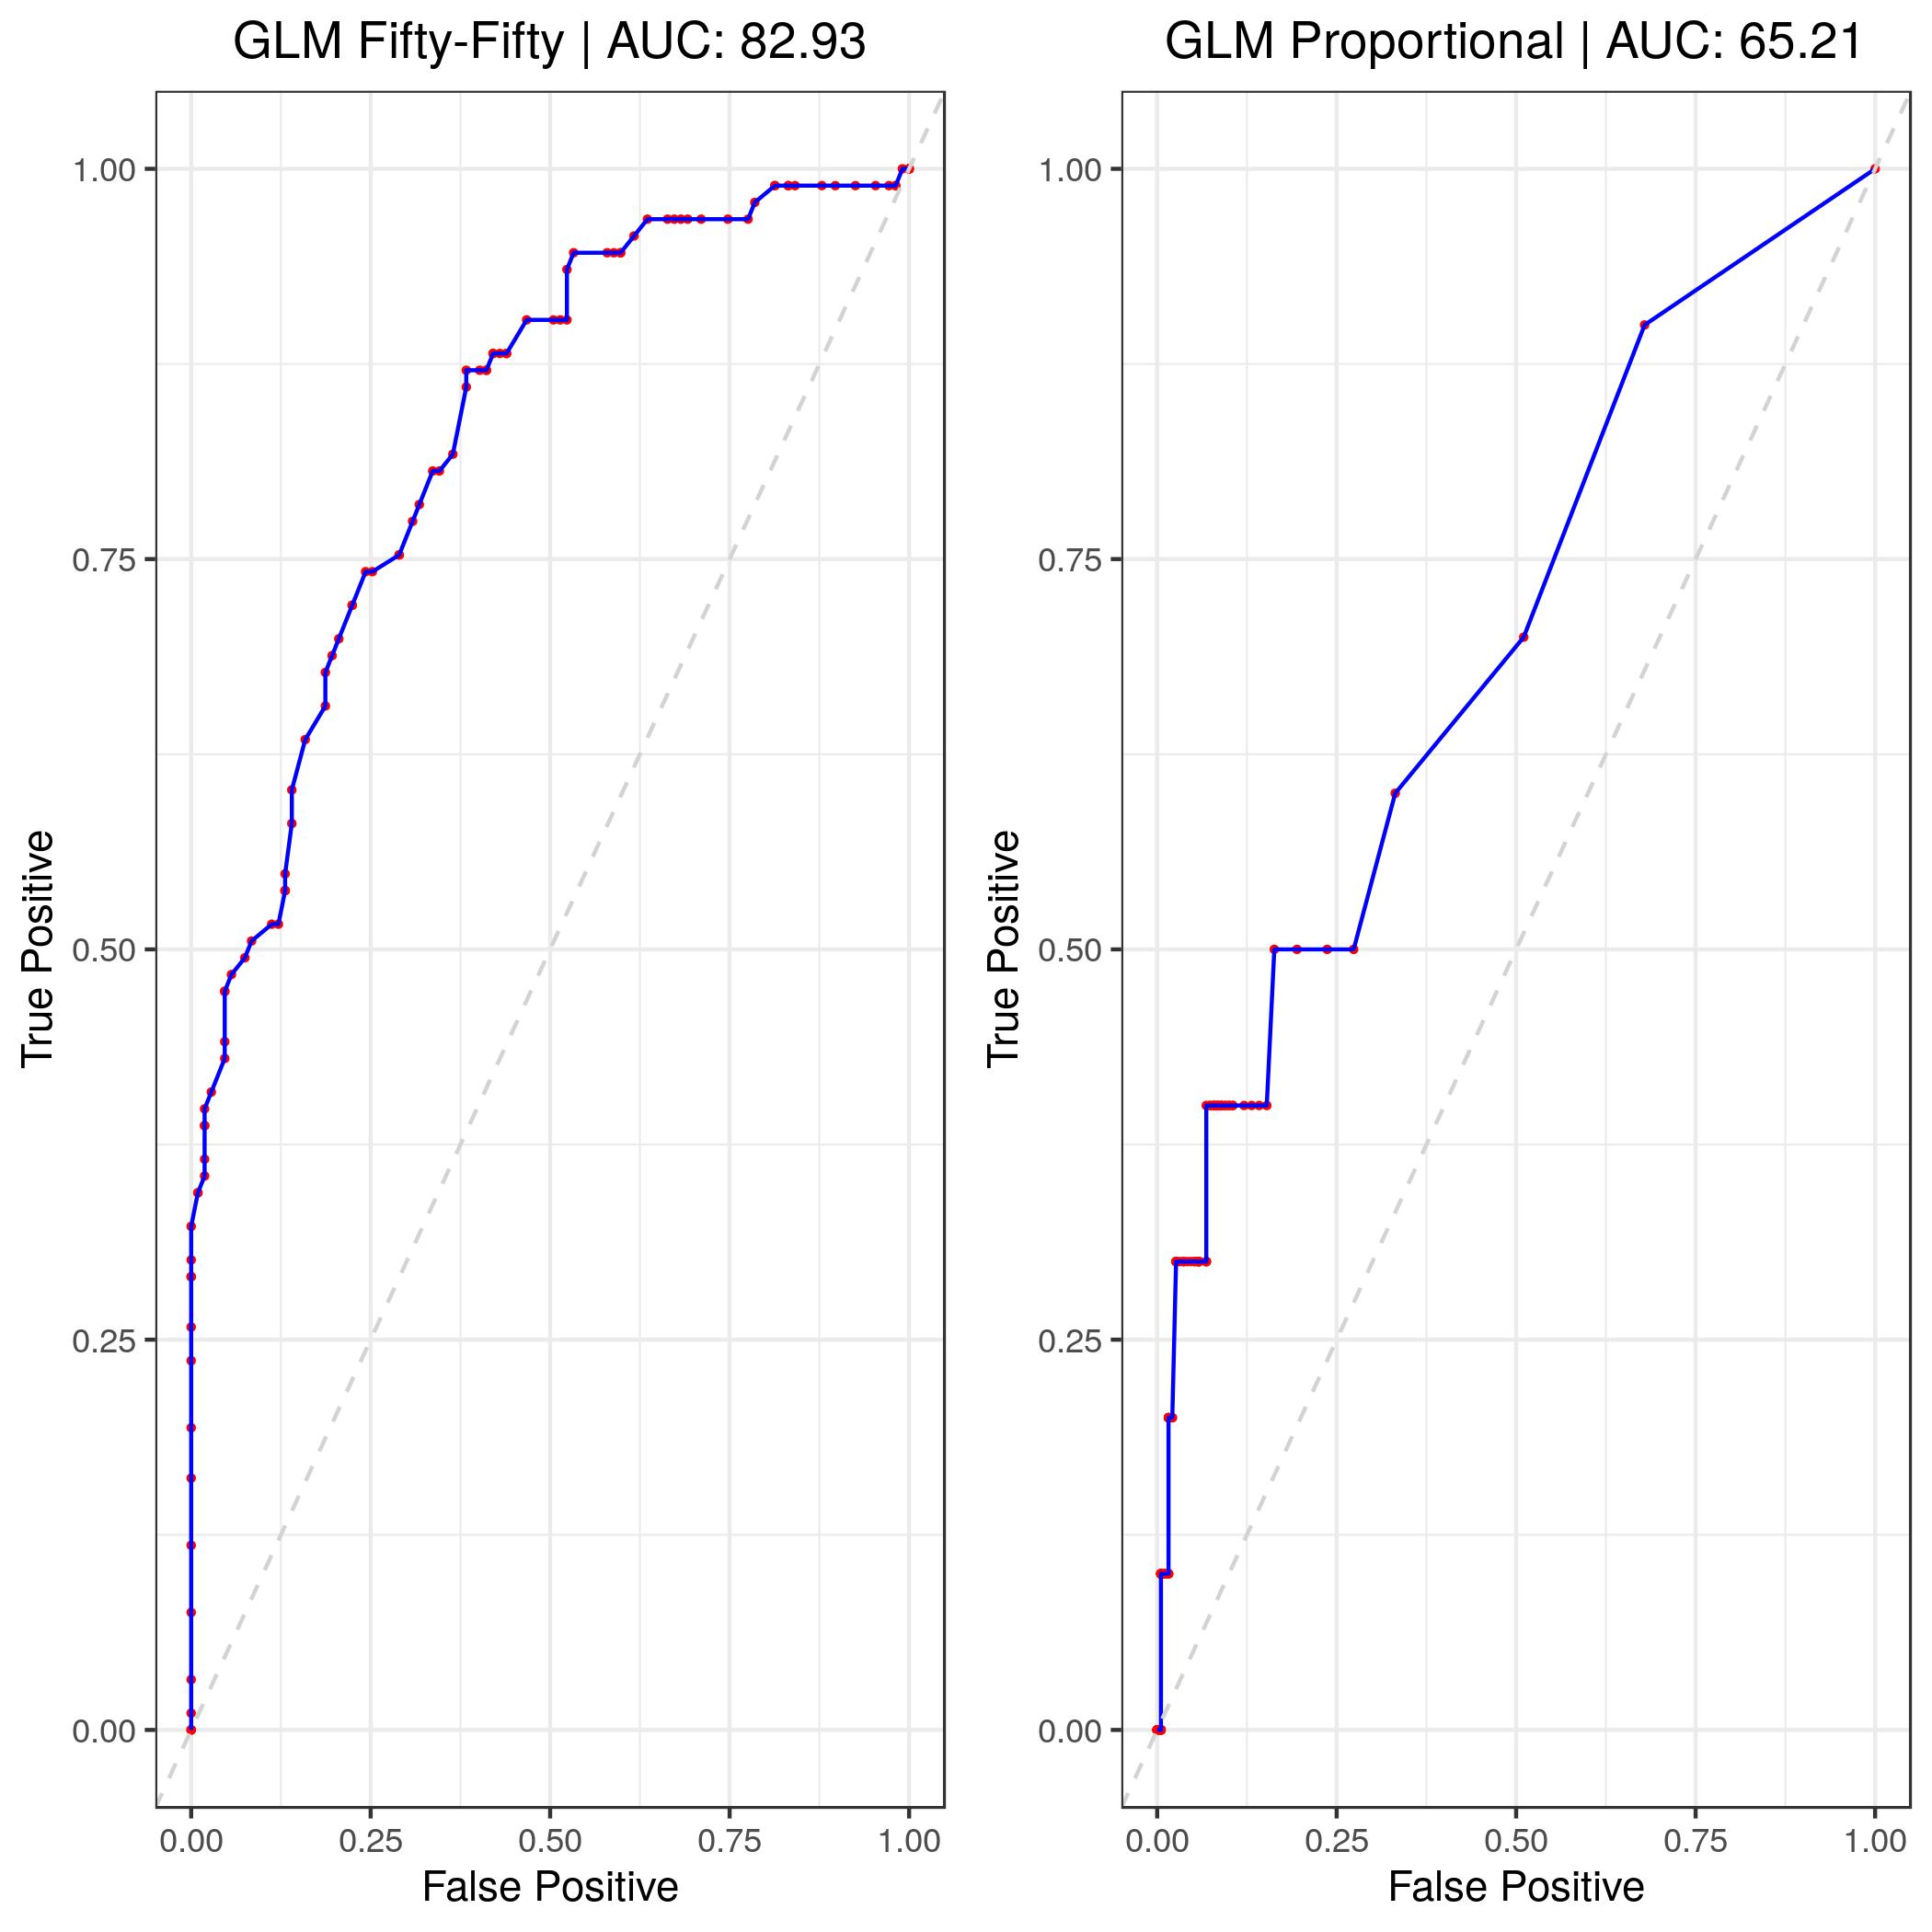 GLM Fifty-Fifty | AUC: 82.93
True Positive
1.00
0.75
0.50
0.25
0.00
0.00 0.25 0.50 0.75 1.00
False Positive
GLM Proportional | AUC: 65.21
True Positive
1.00
0.75
0.50
0.25
0.00
0.00 0.25 0.50 0.75 1.00
False Positive